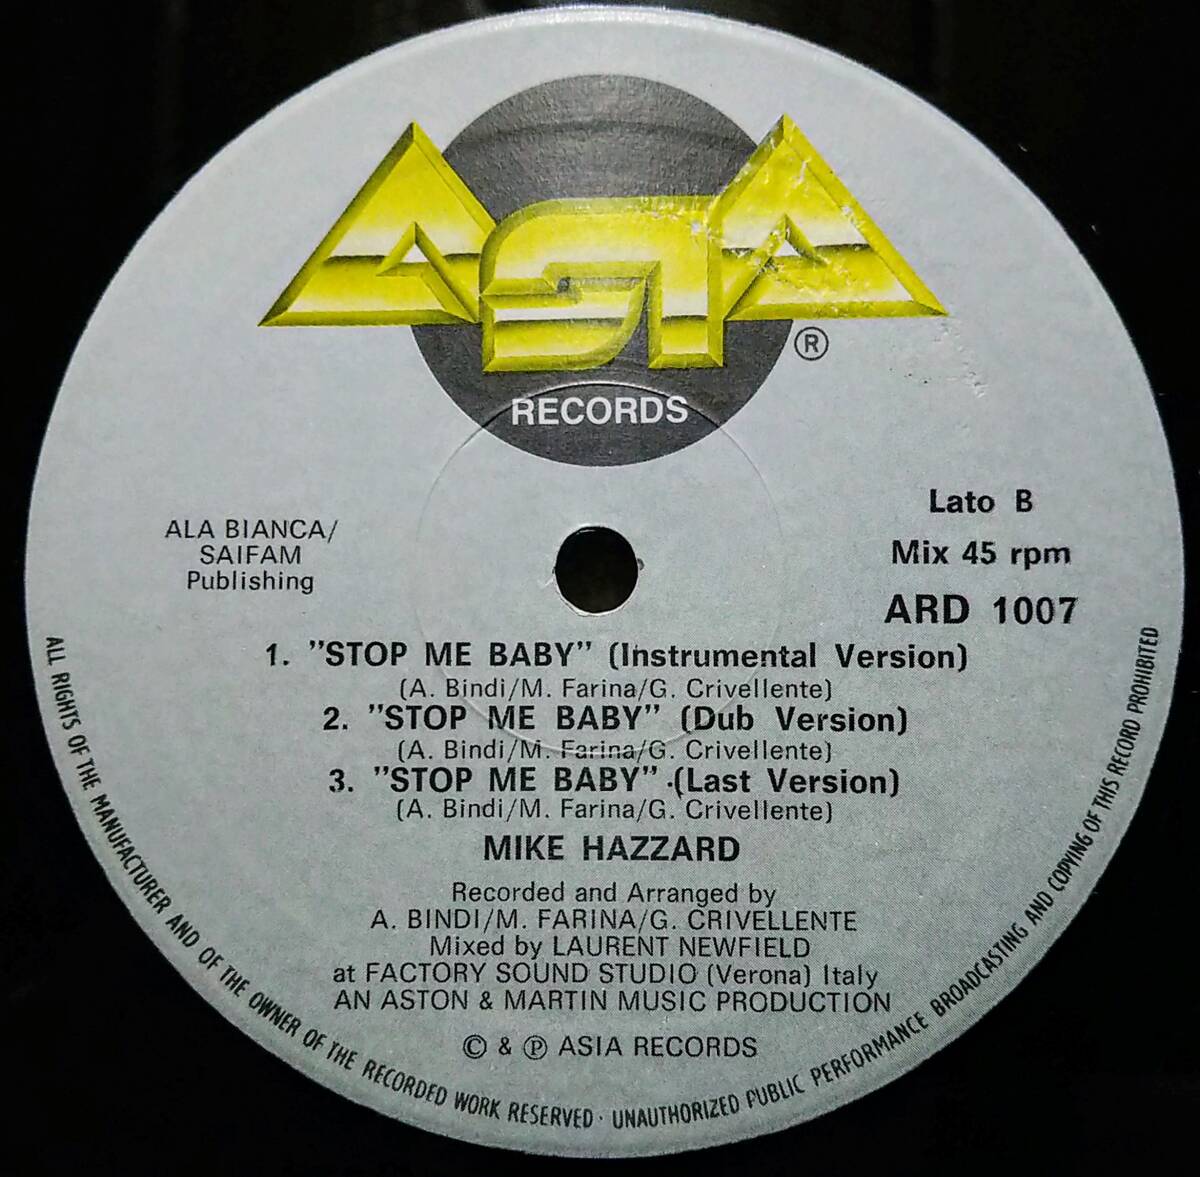 ASIA
®
RECORDS
Lato B
Mix 45 rpm
ARD 1007
ALA BIANCA/
SAIFAM
Publishing
1. "STOP ME BABY" (Instrumental Version)
(A. Bindi/M. Farina/G. Crivellente)
2. "STOP ME BABY" (Dub Version)
(A. Bindi/M. Farina/G. Crivellente)
3. "STOP ME BABY" (Last Version)
(A. Bindi/M. Farina/G. Crivellente)
MIKE HAZZARD
Recorded and Arranged by
A. BINDI/M. FARINA/G. CRIVELLENTE
Mixed by LAURENT NEWFIELD
at FACTORY SOUND STUDIO (Verona) Italy
AN ASTON & MARTIN MUSIC PRODUCTION
© & ℗ ASIA RECORDS
ALL RIGHTS OF THE MANUFACTURER AND OF THE OWNER OF THE RECORDED WORK RESERVED · UNAUTHORIZED PUBLIC PERFORMANCE BROADCASTING AND COPYING OF THIS RECORD PROHIBITED